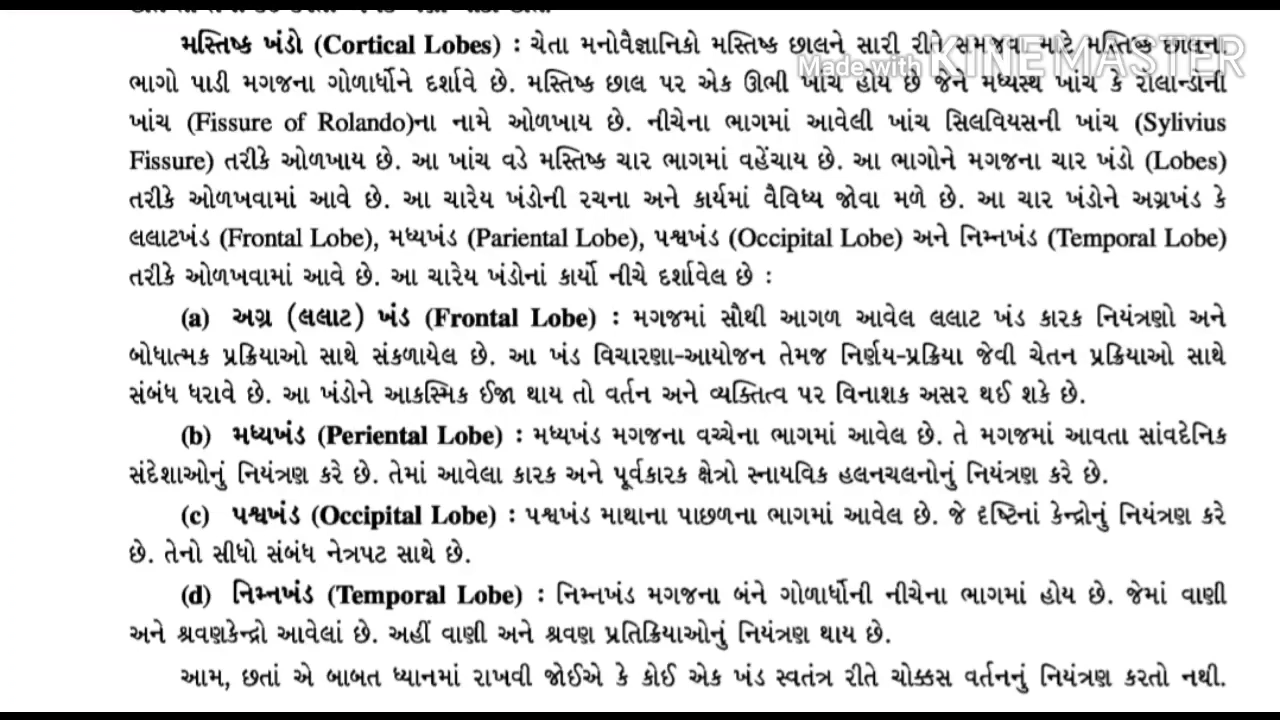 મસ્તિષ્ક ખંડો (Cortical Lobes) : ચેતા મનોવૈજ્ઞાનિકો મસ્તિષ્ક છાલને સારી રીતે સમજવા માટે મસ્તિષ્ક છાલના
Made with KINEMASTER
ભાગો પાડી મગજના ગોળાર્ધોને દર્શાવે છે. મસ્તિષ્ક છાલ પર એક ઊભી ખાંચ હોય છે જેને મધ્યસ્થ ખાંચ કે રોલાન્ડોની
ખાંચ (Fissure of Rolando)ના નામે ઓળખાય છે. નીચેના ભાગમાં આવેલી ખાંચ સિલવિયસની ખાંચ (Sylivius
Fissure) તરીકે ઓળખાય છે. આ ખાંચ વડે મસ્તિષ્ક ચાર ભાગમાં વહેંચાય છે. આ ભાગોને મગજના ચાર ખંડો (Lobes)
તરીકે ઓળખવામાં આવે છે. આ ચારેય ખંડોની રચના અને કાર્યમાં વૈવિધ્ય જોવા મળે છે. આ ચાર ખંડોને અગ્રખંડ કે
લલાટખંડ (Frontal Lobe), મધ્યખંડ (Pariental Lobe), પશ્વખંડ (Occipital Lobe) અને નિમ્નખંડ (Temporal Lobe)
તરીકે ઓળખવામાં આવે છે. આ ચારેય ખંડોનાં કાર્યો નીચે દર્શાવેલ છે :
(a) અગ્ર (લલાટ) ખંડ (Frontal Lobe) : મગજમાં સૌથી આગળ આવેલ લલાટ ખંડ કારક નિયંત્રણો અને
બોધાત્મક પ્રક્રિયાઓ સાથે સંકળાયેલ છે. આ ખંડ વિચારણા-આયોજન તેમજ નિર્ણય-પ્રક્રિયા જેવી ચેતન પ્રક્રિયાઓ સાથે
સંબંધ ધરાવે છે. આ ખંડોને આકસ્મિક ઈજા થાય તો વર્તન અને વ્યક્તિત્વ પર વિનાશક અસર થઈ શકે છે.
(b) મધ્યખંડ (Periental Lobe) : મધ્યખંડ મગજના વચ્ચેના ભાગમાં આવેલ છે. તે મગજમાં આવતા સાંવદેનિક
સંદેશાઓનું નિયંત્રણ કરે છે. તેમાં આવેલા કારક અને પૂર્વકારક ક્ષેત્રો સ્નાયવિક હલનચલનોનું નિયંત્રણ કરે છે.
(c) પશ્વખંડ (Occipital Lobe) : પશ્વખંડ માથાના પાછળના ભાગમાં આવેલ છે. જે દૃષ્ટિનાં કેન્દ્રોનું નિયંત્રણ કરે
છે. તેનો સીધો સંબંધ નેત્રપટ સાથે છે.
(d) નિમ્નખંડ (Temporal Lobe) : નિમ્નખંડ મગજના બંને ગોળાર્ધોની નીચેના ભાગમાં હોય છે. જેમાં વાણી
અને શ્રવણકેન્દ્રો આવેલાં છે. અહીં વાણી અને શ્રવણ પ્રતિક્રિયાઓનું નિયંત્રણ થાય છે.
આમ, છતાં એ બાબત ધ્યાનમાં રાખવી જોઈએ કે કોઈ એક ખંડ સ્વતંત્ર રીતે ચોક્કસ વર્તનનું નિયંત્રણ કરતો નથી.